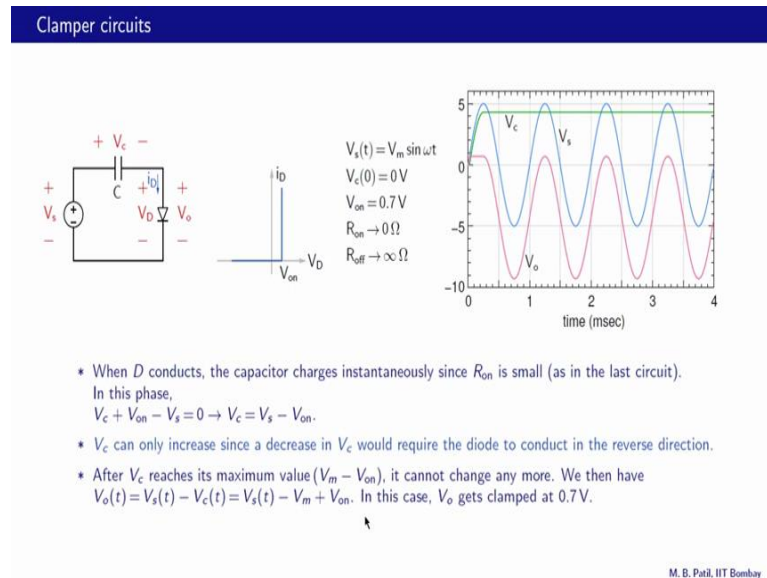 Clamper circuits
+ V_c −
C
+
V_s
−
i_D
+
V_D
−
+
V_o
−
i_D
V_D
V_on
V_s(t) = V_m sin ωt
V_c(0) = 0 V
V_on = 0.7 V
R_on → 0 Ω
R_off → ∞ Ω
5
0
−5
−10
V_c
V_s
V_o
0 1 2 3 4
time (msec)
* When D conducts, the capacitor charges instantaneously since R_on is small (as in the last circuit).
In this phase,
V_c + V_on − V_s = 0 → V_c = V_s − V_on.
* V_c can only increase since a decrease in V_c would require the diode to conduct in the reverse direction.
* After V_c reaches its maximum value (V_m − V_on), it cannot change any more. We then have
V_o(t) = V_s(t) − V_c(t) = V_s(t) − V_m + V_on. In this case, V_o gets clamped at 0.7 V.
M. B. Patil, IIT Bombay